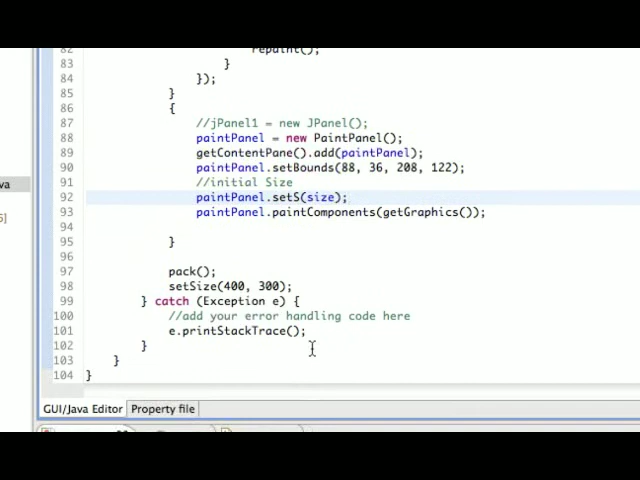 82 repaint();
83 }
84 });
85 }
86 {
87 //jPanel1 = new JPanel();
88 paintPanel = new PaintPanel();
89 getContentPane().add(paintPanel);
90 paintPanel.setBounds(88, 36, 208, 122);
91 //initial Size
92 paintPanel.setS(size);
93 paintPanel.paintComponents(getGraphics());
94
95 }
96
97 pack();
98 setSize(400, 300);
99 } catch (Exception e) {
100 //add your error handling code here
101 e.printStackTrace();
102 }
103 }
104 }
va
GUI/Java Editor Property file